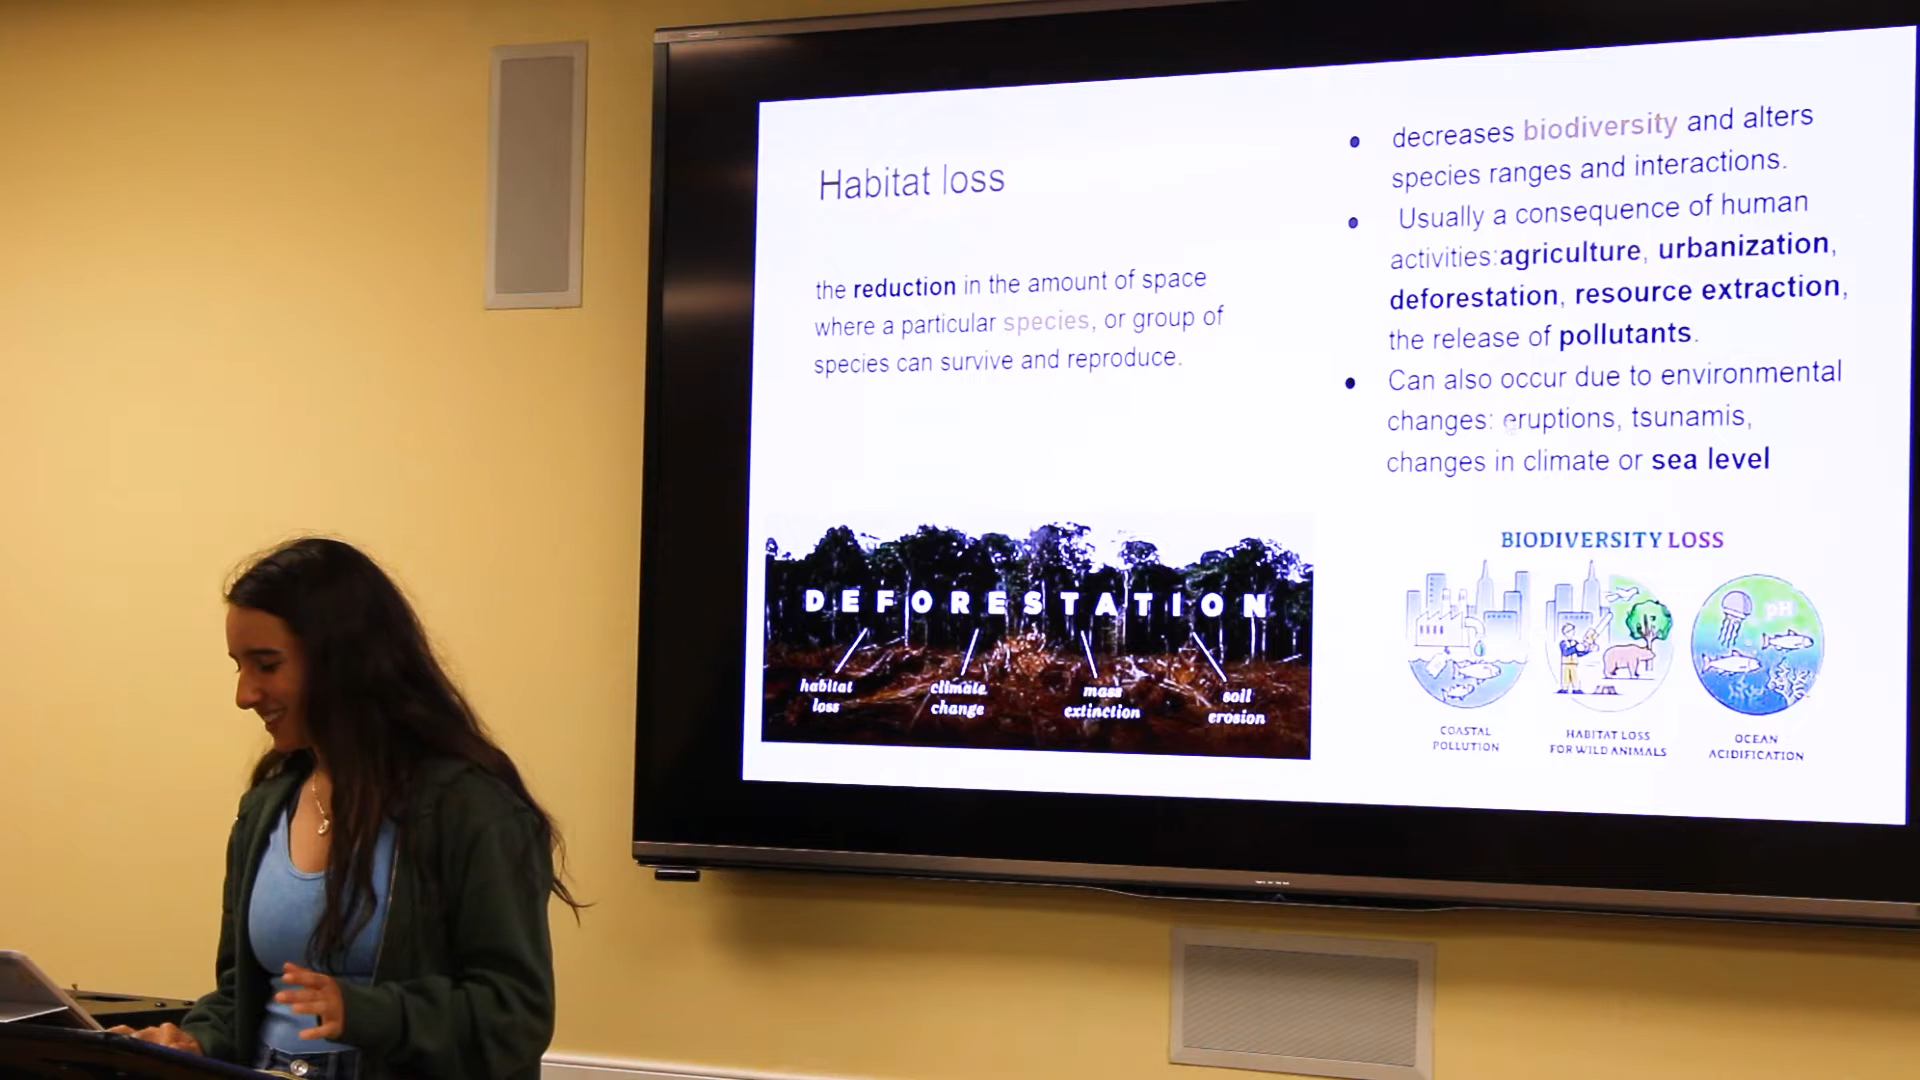 Habitat loss
the reduction in the amount of space
where a particular species, or group of
species can survive and reproduce.
decreases biodiversity and alters
species ranges and interactions.
Usually a consequence of human
activities:agriculture, urbanization,
deforestation, resource extraction,
the release of pollutants.
Can also occur due to environmental
changes: eruptions, tsunamis,
changes in climate or sea level
DEFORESTATION
habitat
loss
climate
change
mass
extinction
soil
erosion
BIODIVERSITY LOSS
pH
COASTAL
POLLUTION
HABITAT LOSS
FOR WILD ANIMALS
OCEAN
ACIDIFICATION